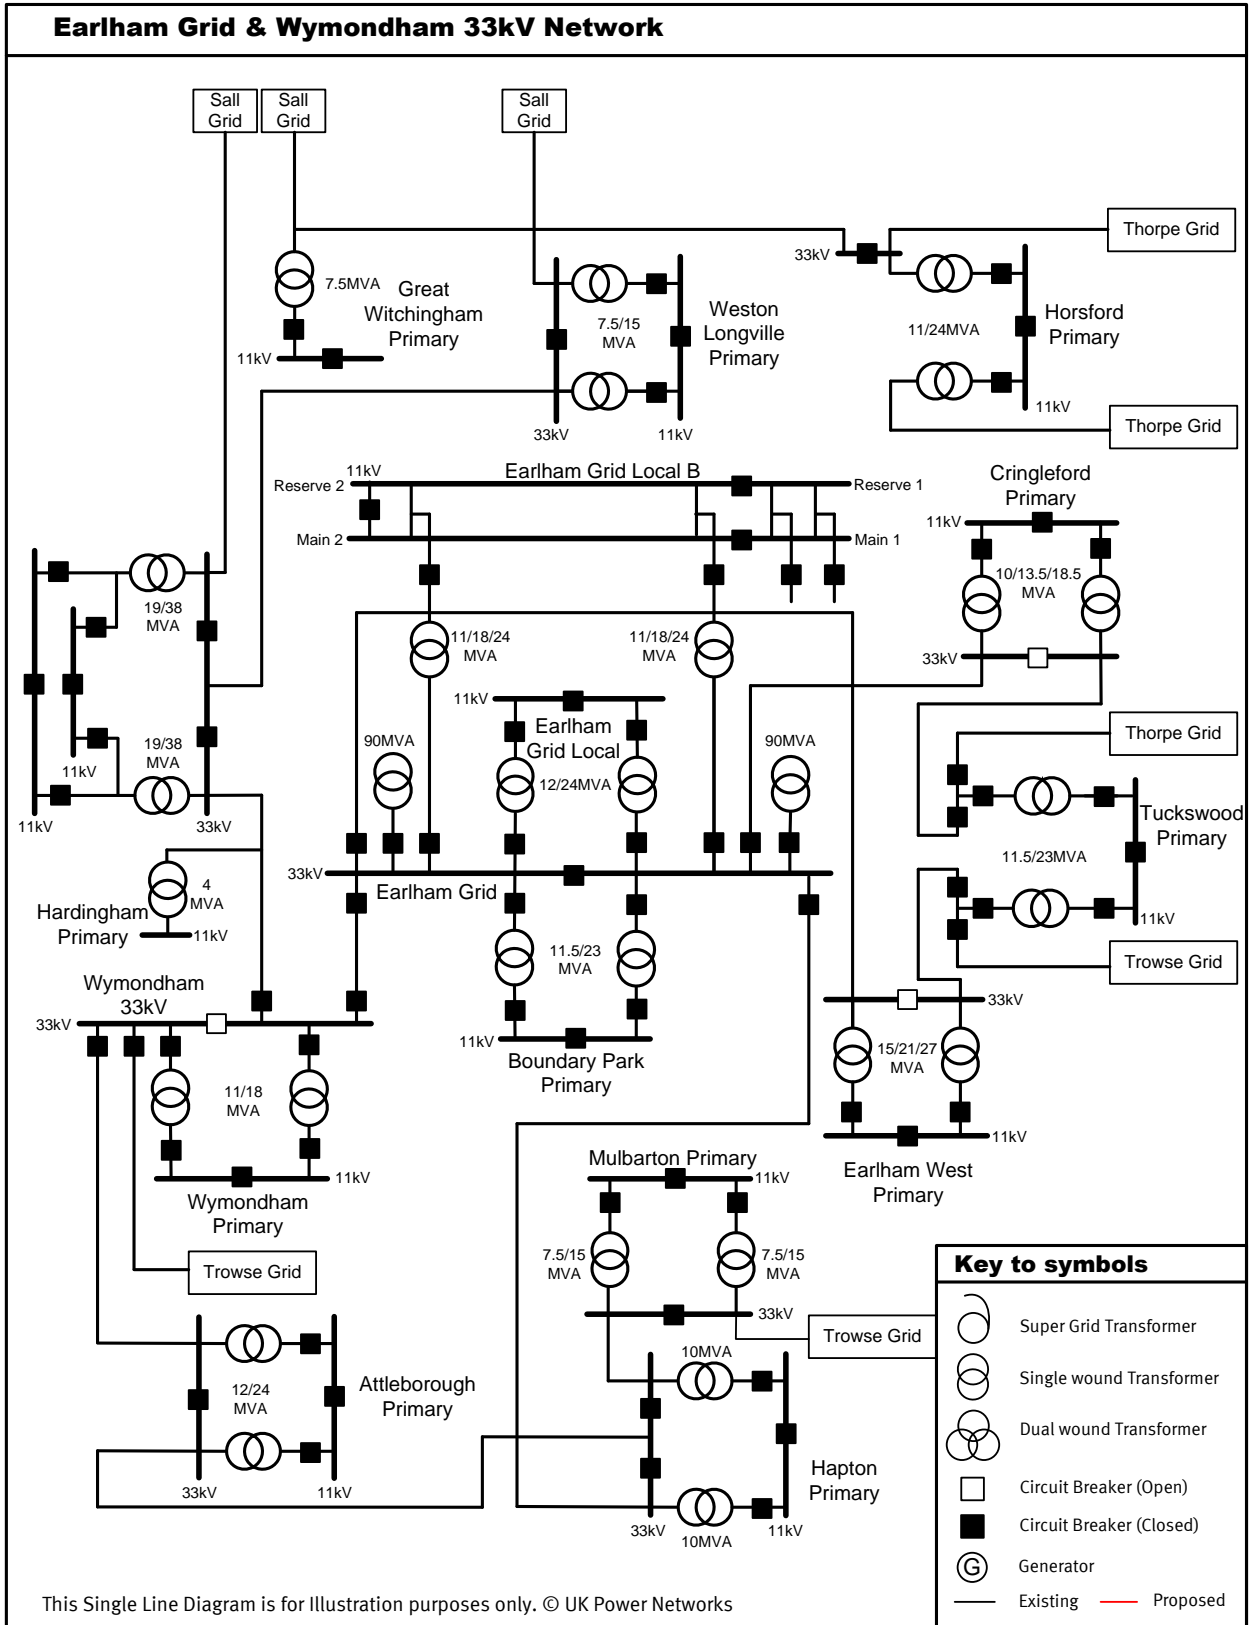 Earlham Grid & Wymondham 33kV Network
Sall
Grid
Sall
Grid
Sall
Grid
Thorpe Grid
33kV
7.5MVA
Great
Witchingham
Primary
11kV
7.5/15
MVA
Weston
Longville
Primary
33kV
11kV
11/24MVA
Horsford
Primary
11kV
Thorpe Grid
11kV
Earlham Grid Local B
Reserve 2
Reserve 1
Main 2
Main 1
Cringleford
Primary
11kV
10/13.5/18.5
MVA
33kV
19/38
MVA
11kV
19/38
MVA
11kV
33kV
11/18/24
MVA
11/18/24
MVA
11kV
Earlham
Grid Local
90MVA
12/24MVA
90MVA
33kV
Earlham Grid
Thorpe Grid
Tuckswood
Primary
11.5/23MVA
11kV
Trowse Grid
4
MVA
Hardingham
Primary
11kV
11.5/23
MVA
11kV
Boundary Park
Primary
Wymondham
33kV
33kV
11/18
MVA
11kV
Wymondham
Primary
Trowse Grid
33kV
15/21/27
MVA
11kV
Earlham West
Primary
Mulbarton Primary
11kV
7.5/15
MVA
7.5/15
MVA
33kV
Trowse Grid
12/24
MVA
Attleborough
Primary
33kV
11kV
10MVA
Hapton
Primary
33kV
10MVA
11kV
Key to symbols
Super Grid Transformer
Single wound Transformer
Dual wound Transformer
Circuit Breaker (Open)
Circuit Breaker (Closed)
G Generator
Existing Proposed
This Single Line Diagram is for Illustration purposes only. © UK Power Networks